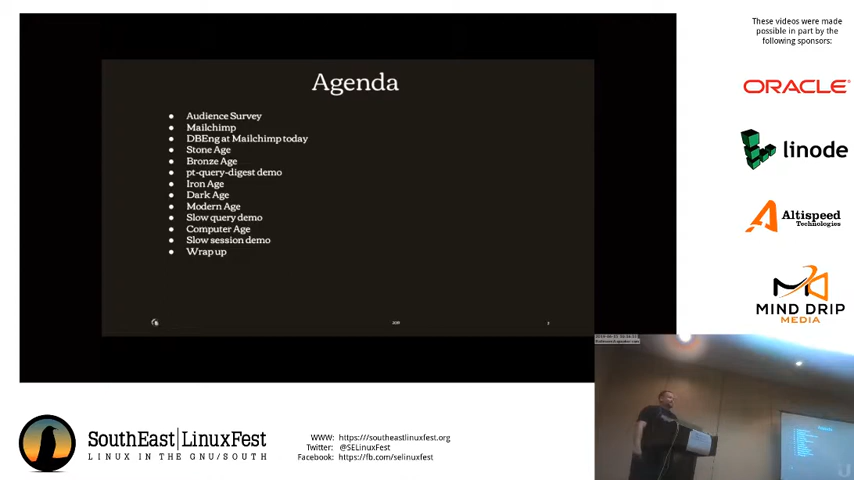 Agenda
Audience Survey
Mailchimp
DBEng at Mailchimp today
Stone Age
Bronze Age
pt-query-digest demo
Iron Age
Dark Age
Modern Age
Slow query demo
Computer Age
Slow session demo
Wrap up
These videos were made
possible in part by the
following sponsors:
ORACLE
linode
Altispeed
Technologies
MIND DRIP
MEDIA
SouthEast|LinuxFest
LINUX IN THE GNU/SOUTH
WWW: https:///southeastlinuxfest.org
Twitter: @SELinuxFest
Facebook: https://fb.com/selinuxfest